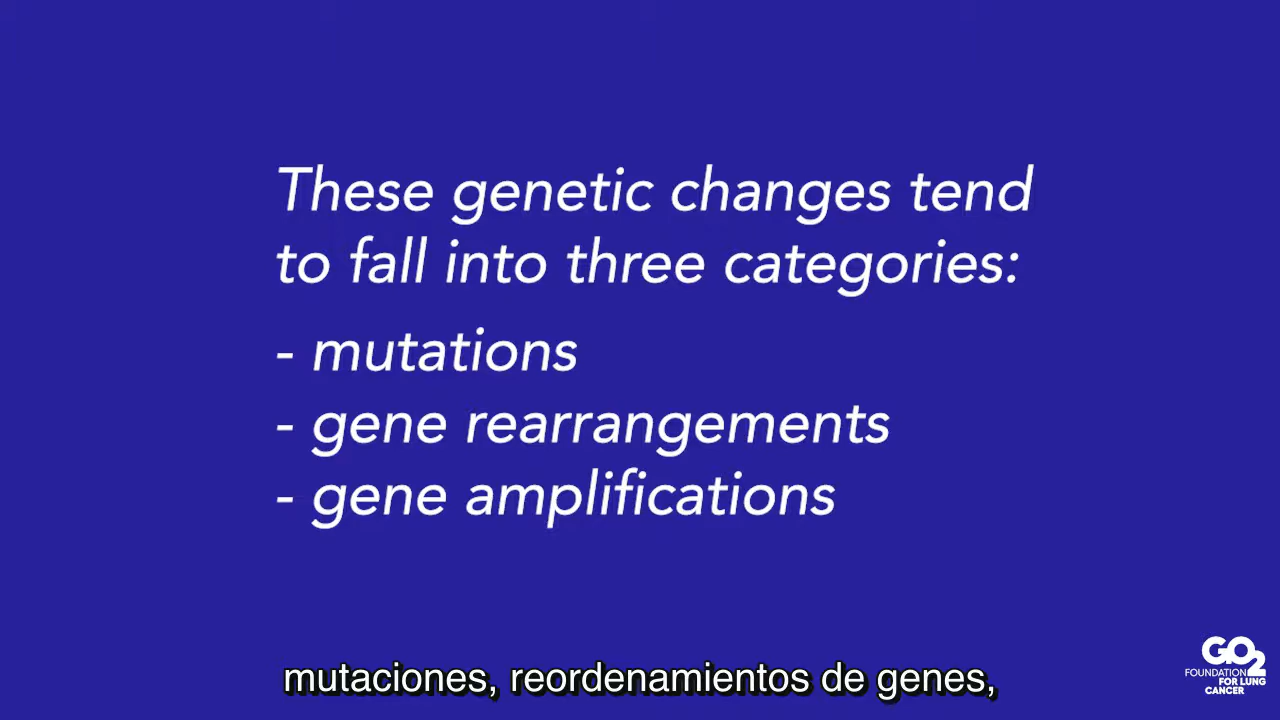 These genetic changes tend
to fall into three categories:
- mutations
- gene rearrangements
- gene amplifications
mutaciones, reordenamientos de genes,
GO2
FOUNDATION
FOR LUNG
CANCER